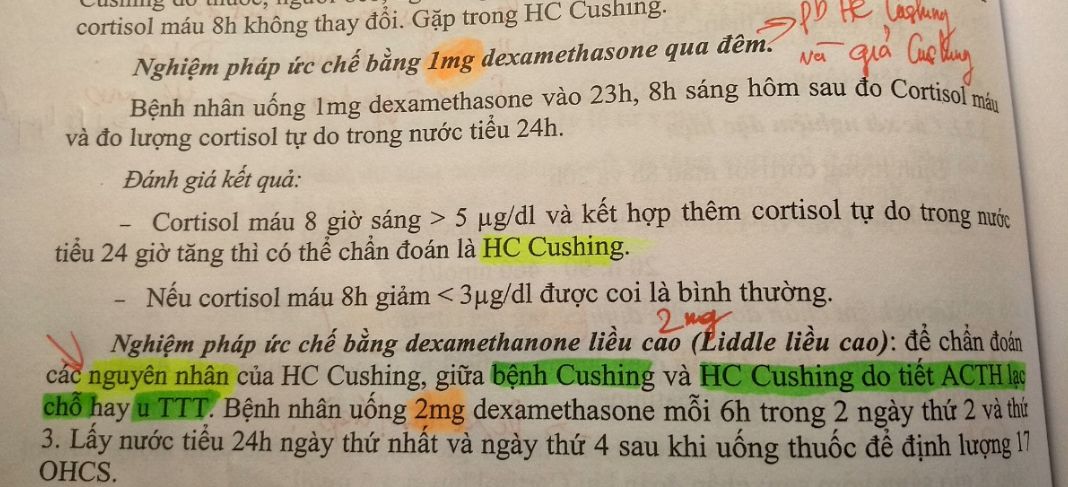 cortisol máu 8h không thay đổi. Gặp trong HC Cushing.
Nghiệm pháp ức chế bằng 1mg dexamethasone qua đêm.
PD HC Cushing
và giả Cushing
Bệnh nhân uống 1mg dexamethasone vào 23h, 8h sáng hôm sau đo Cortisol máu
và đo lượng cortisol tự do trong nước tiểu 24h.
Đánh giá kết quả:
- Cortisol máu 8 giờ sáng > 5 µg/dl và kết hợp thêm cortisol tự do trong nước
tiểu 24 giờ tăng thì có thể chẩn đoán là HC Cushing.
- Nếu cortisol máu 8h giảm < 3µg/dl được coi là bình thường.
2mg
Nghiệm pháp ức chế bằng dexamethanone liều cao (Liddle liều cao): để chẩn đoán
các nguyên nhân của HC Cushing, giữa bệnh Cushing và HC Cushing do tiết ACTH lạc
chỗ hay u TTT. Bệnh nhân uống 2mg dexamethasone mỗi 6h trong 2 ngày thứ 2 và thứ
3. Lấy nước tiểu 24h ngày thứ nhất và ngày thứ 4 sau khi uống thuốc để định lượng 17
OHCS.